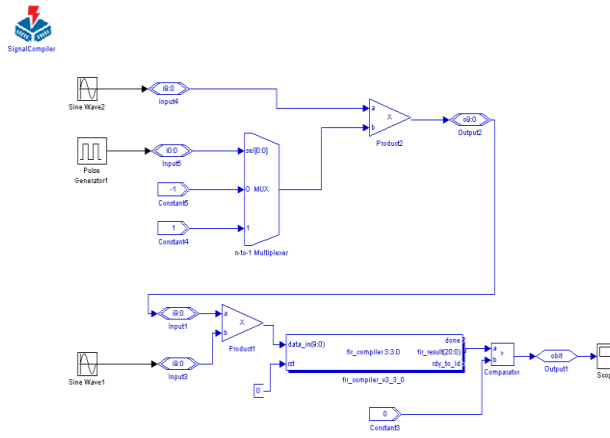 SignalCompiler
i9:0
Sine Wave2
Input4
a
X
b
o9:0
Output2
Product2
i0:0
sel[0:0]
Pulse
Generator1
Input5
-1
0 MUX
Constant5
1
1
Constant4
n-to-1 Multiplexer
i9:0
a
X
b
Input1
Product1
i9:0
Sine Wave1
Input3
data_in(9:0)
done
fir_compiler 3.3.0
fir_result(20:0)
rst
rdy_to_ld
fir_compiler_v3_3_0
0
a
>
b
Comparator
obit
Output1
Scop
0
Constant3